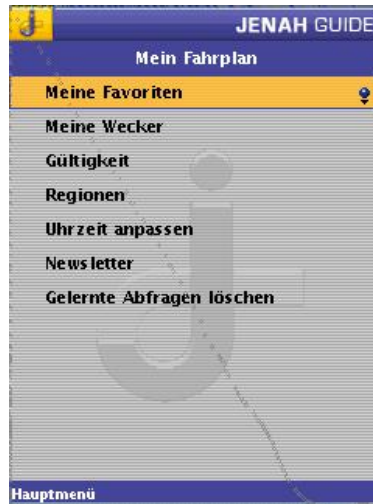 JENAH GUIDE
Mein Fahrplan
Meine Favoriten
Meine Wecker
Gültigkeit
Regionen
Uhrzeit anpassen
Newsletter
Gelernte Abfragen löschen
Hauptmenü